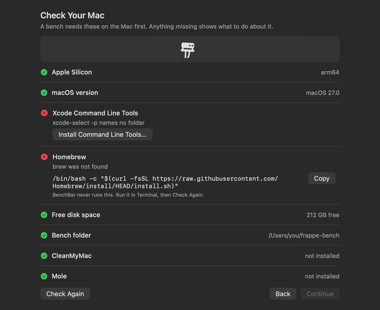 Check Your Mac
A bench needs these on the Mac first. Anything missing shows what to do about it.
Apple Silicon arm64
macOS version macOS 27.0
Xcode Command Line Tools
xcode-select -p names no folder
Install Command Line Tools...
Homebrew
brew was not found
/bin/bash -c "$(curl -fsSL https://raw.githubusercontent.com/
Homebrew/install/HEAD/install.sh)"
Copy
BenchBar never runs this. Run it in Terminal, then Check Again.
Free disk space 212 GB free
Bench folder /Users/you/frappe-bench
CleanMyMac not installed
Mole not installed
Check Again Back Continue